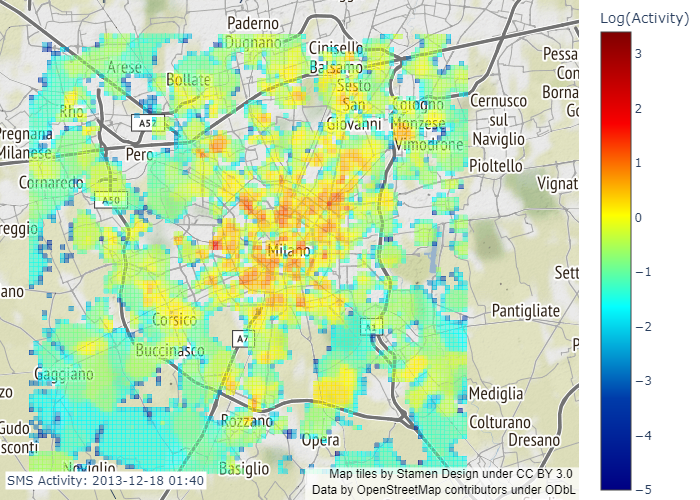 Log(Activity)
Paderno
Dugnano
Cinisello
Balsamo
Arese
Bollate
Sesto
San
Giovanni
Rho
A52
Cologno
Monzese
Vimodrone
Cernusco
sul
Naviglio
Pessa
Con
Borna
Go
Pregnana
Milanese
Pero
Pioltello
Cornaredo
A50
Vignat
reggio
Milano
Sett
ano
Corsico
A7
A1
Pantigliate
P
Buccinasco
Gaggiano
zo
Rozzano
Opera
Mediglia
Colturano
Dresano
Gudo
sconti
Noviglio
Basiglio
3
2
1
0
−1
−2
−3
−4
−5
SMS Activity: 2013-12-18 01:40
Map tiles by Stamen Design under CC BY 3.0
Data by OpenStreetMap contributors under ODbL